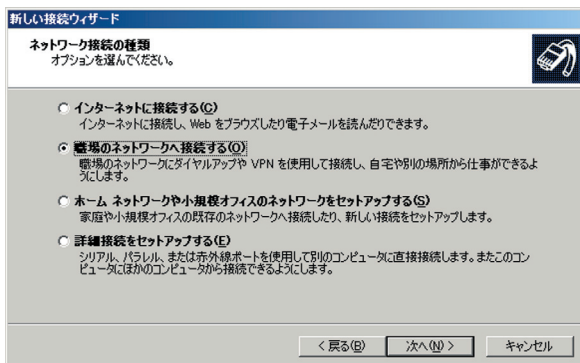 新しい接続ウィザード
ネットワーク接続の種類
オプションを選んでください。
インターネットに接続する(C)
インターネットに接続し、Web をブラウズしたり電子メールを読んだりできます。
職場のネットワークへ接続する(O)
職場のネットワークにダイヤルアップや VPN を使用して接続し、自宅や別の場所から仕事ができるよ
うにします。
ホーム ネットワークや小規模オフィスのネットワークをセットアップする(S)
家庭や小規模オフィスの既存のネットワークへ接続したり、新しい接続をセットアップします。
詳細接続をセットアップする(E)
シリアル、パラレル、または赤外線ポートを使用して別のコンピュータに直接接続します。またこのコン
ピュータにほかのコンピュータから接続できるようにします。
< 戻る(B) 次へ(N) > キャンセル